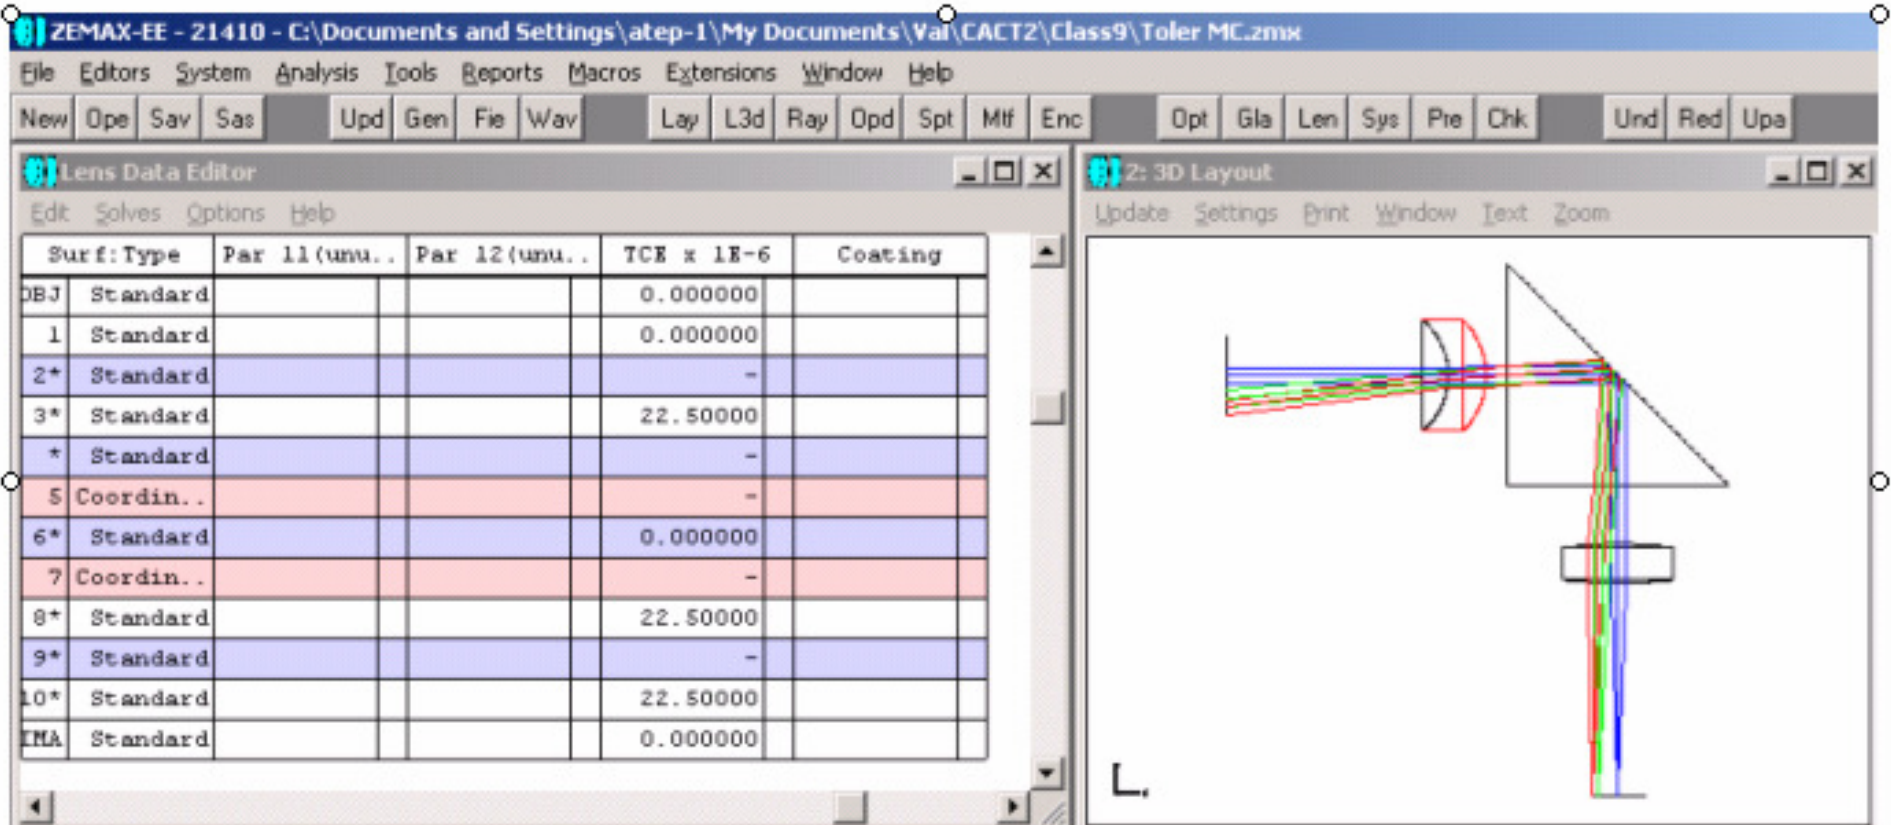 ZEMAX-EE - 21410 - C:\Documents and Settings\atep-1\My Documents\Val\CACT2\Class9\Toler MC.zmx
File Editors System Analysis Tools Reports Macros Extensions Window Help
New Ope Sav Sas Upd Gen Fie Wav Lay L3d Ray Opd Spt Mtf Enc Opt Gla Len Sys Pre Chk Und Red Upa
Lens Data Editor
Edit Solves Options Help
Surf:Type Par 11(unu.. Par 12(unu.. TCE x 1E-6 Coating
OBJ Standard 0.000000
1 Standard 0.000000
2* Standard -
3* Standard 22.50000
* Standard -
5 Coordin.. -
6* Standard 0.000000
7 Coordin.. -
8* Standard 22.50000
9* Standard -
10* Standard 22.50000
IMA Standard 0.000000
2: 3D Layout
Update Settings Print Window Text Zoom